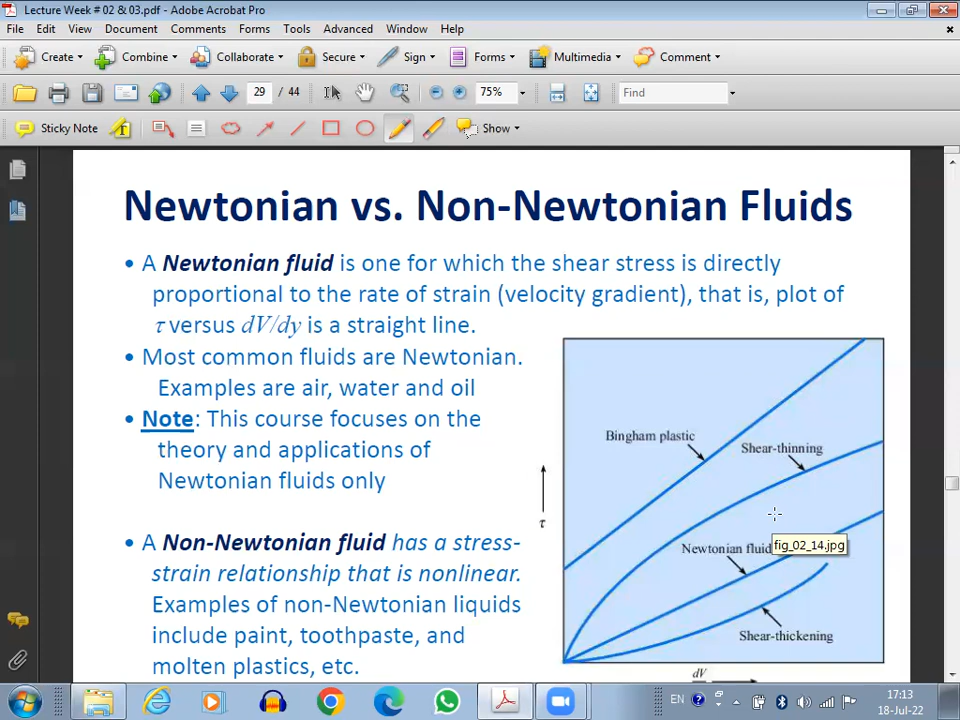 Lecture Week # 02 & 03.pdf - Adobe Acrobat Pro
File Edit View Document Comments Forms Tools Advanced Window Help
Create Combine Collaborate Secure Sign Forms Multimedia Comment
29 / 44 75% Find
Sticky Note T Show
Newtonian vs. Non-Newtonian Fluids
• A Newtonian fluid is one for which the shear stress is directly
proportional to the rate of strain (velocity gradient), that is, plot of
τ versus dV/dy is a straight line.
• Most common fluids are Newtonian.
Examples are air, water and oil
• Note: This course focuses on the
theory and applications of
Newtonian fluids only
• A Non-Newtonian fluid has a stress-
strain relationship that is nonlinear.
Examples of non-Newtonian liquids
include paint, toothpaste, and
molten plastics, etc.
Bingham plastic
Shear-thinning
τ
Newtonian fluid
fig_02_14.jpg
Shear-thickening
dV
EN 17:13
18-Jul-22